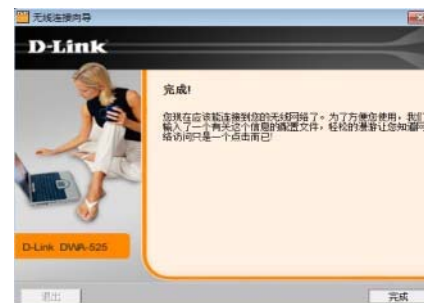 无线连接向导
D-Link
完成!
您现在应该能连接到您的无线网络了。为了方便您使用，我们
输入了一个有关这个信息的配置文件，轻松的漫游让您知道网
络访问只是一个点击而已!
D-Link DWA-525
退出
完成